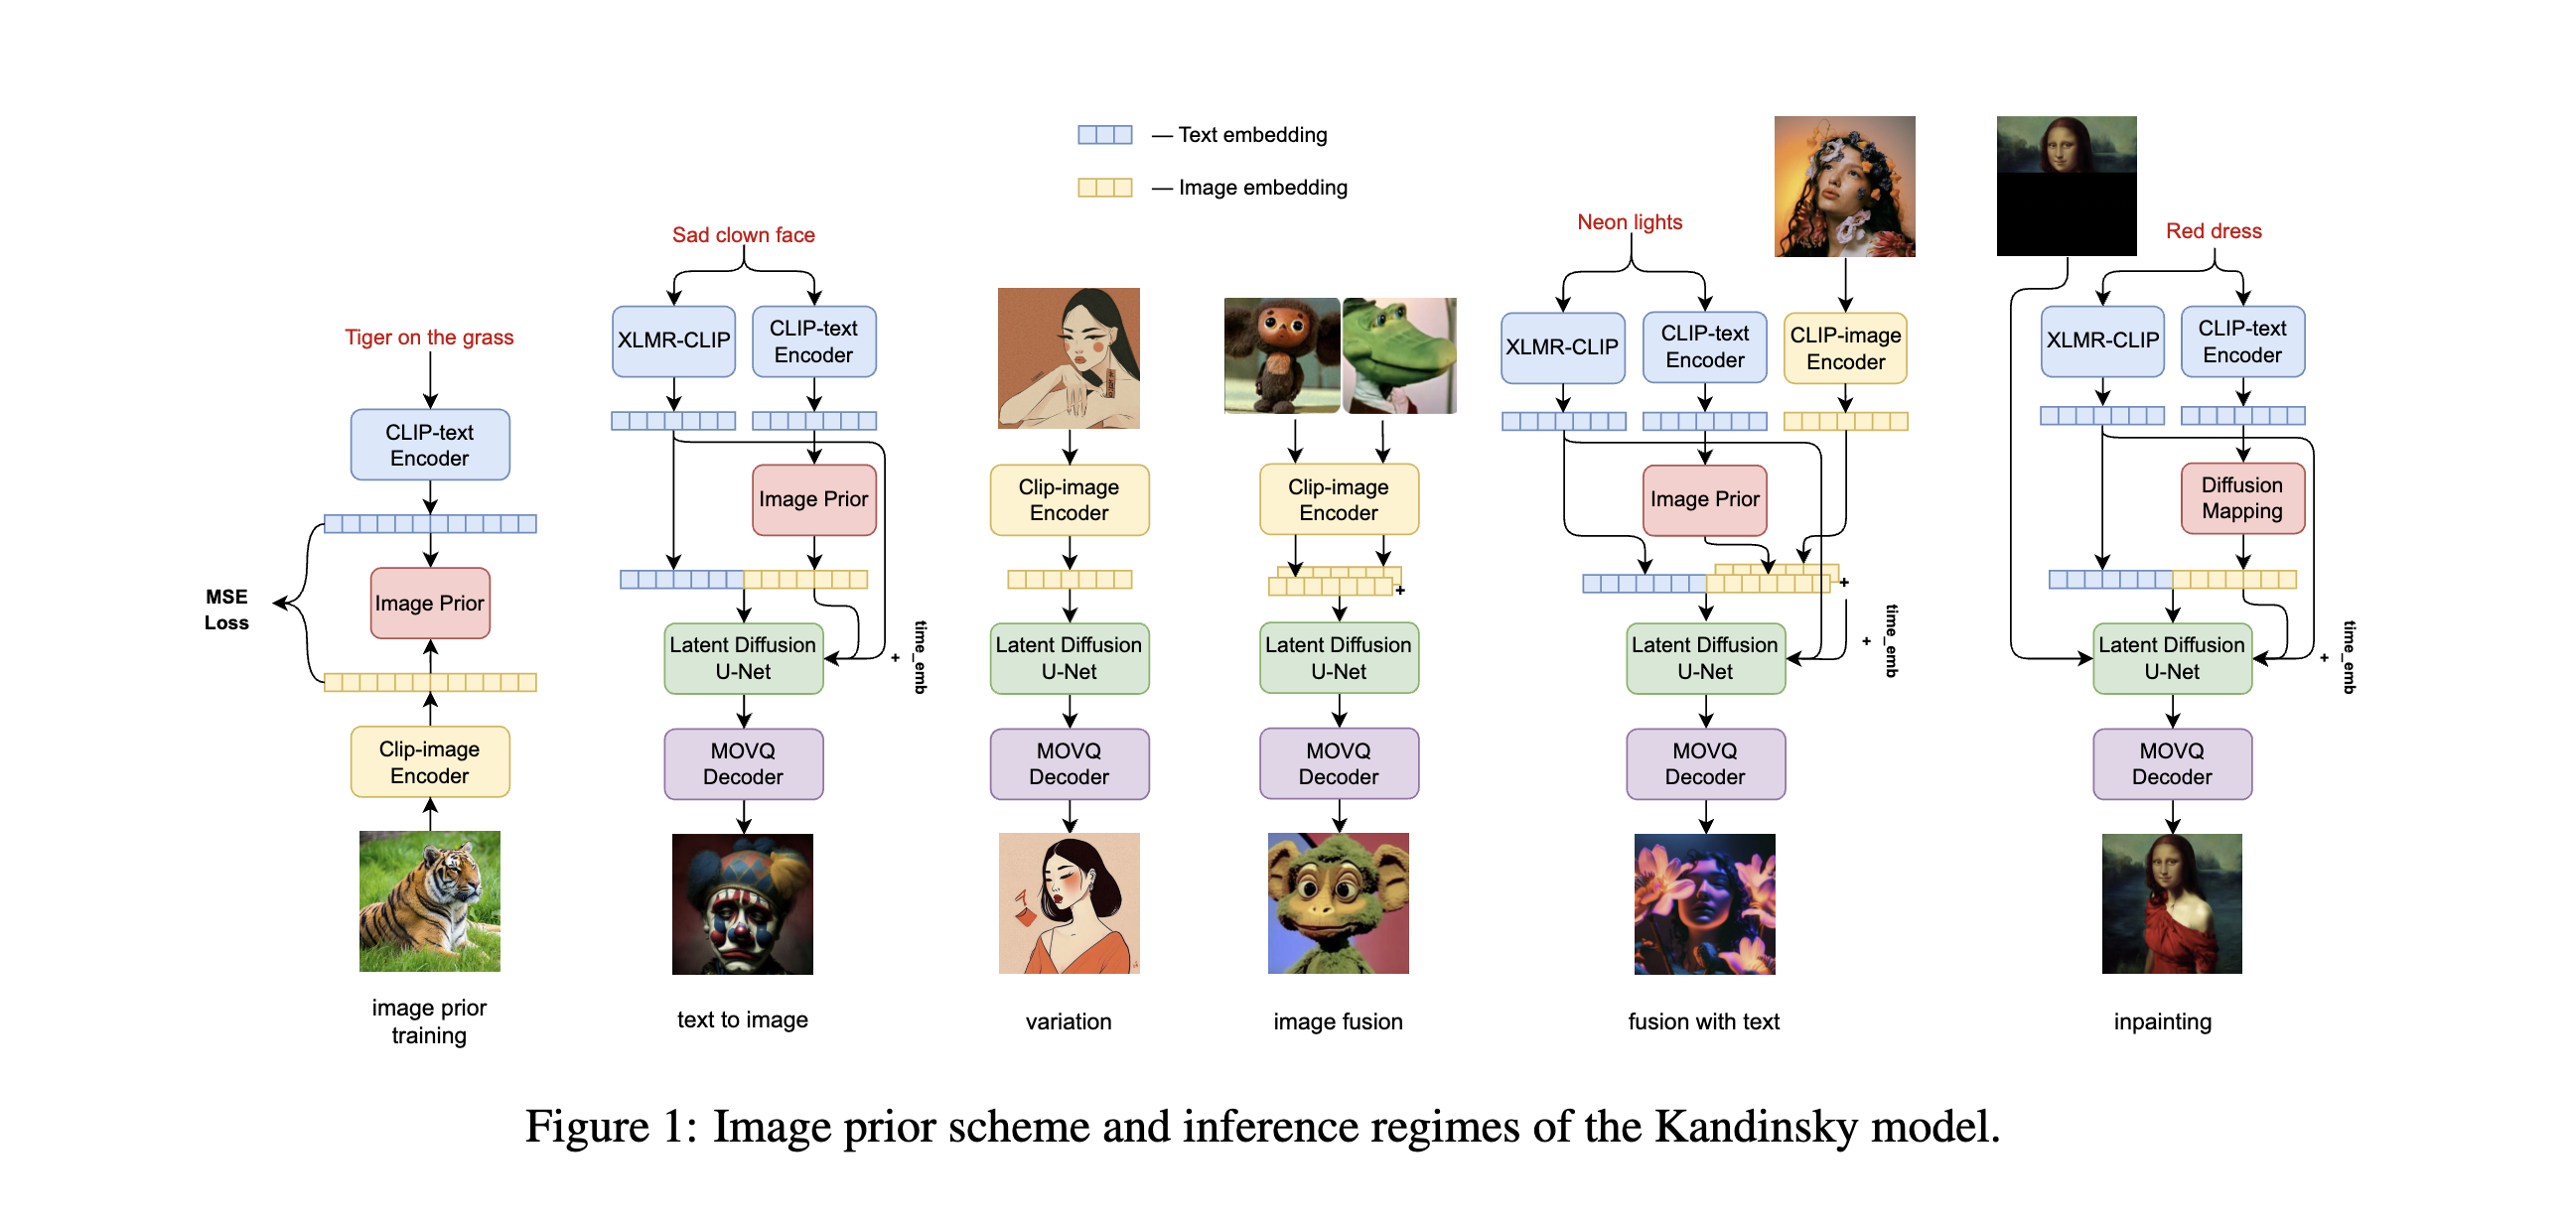 — Text embedding
— Image embedding
Tiger on the grass
CLIP-text
Encoder
MSE
Loss
Image Prior
Clip-image
Encoder
image prior
training
Sad clown face
XLMR-CLIP
CLIP-text
Encoder
Image Prior
Latent Diffusion
U-Net
+
time_emb
MOVQ
Decoder
text to image
Clip-image
Encoder
Latent Diffusion
U-Net
MOVQ
Decoder
variation
Clip-image
Encoder
+
Latent Diffusion
U-Net
MOVQ
Decoder
image fusion
Neon lights
XLMR-CLIP
CLIP-text
Encoder
CLIP-image
Encoder
Image Prior
+
Latent Diffusion
U-Net
+
time_emb
MOVQ
Decoder
fusion with text
Red dress
XLMR-CLIP
CLIP-text
Encoder
Diffusion
Mapping
Latent Diffusion
U-Net
+
time_emb
MOVQ
Decoder
inpainting
Figure 1: Image prior scheme and inference regimes of the Kandinsky model.